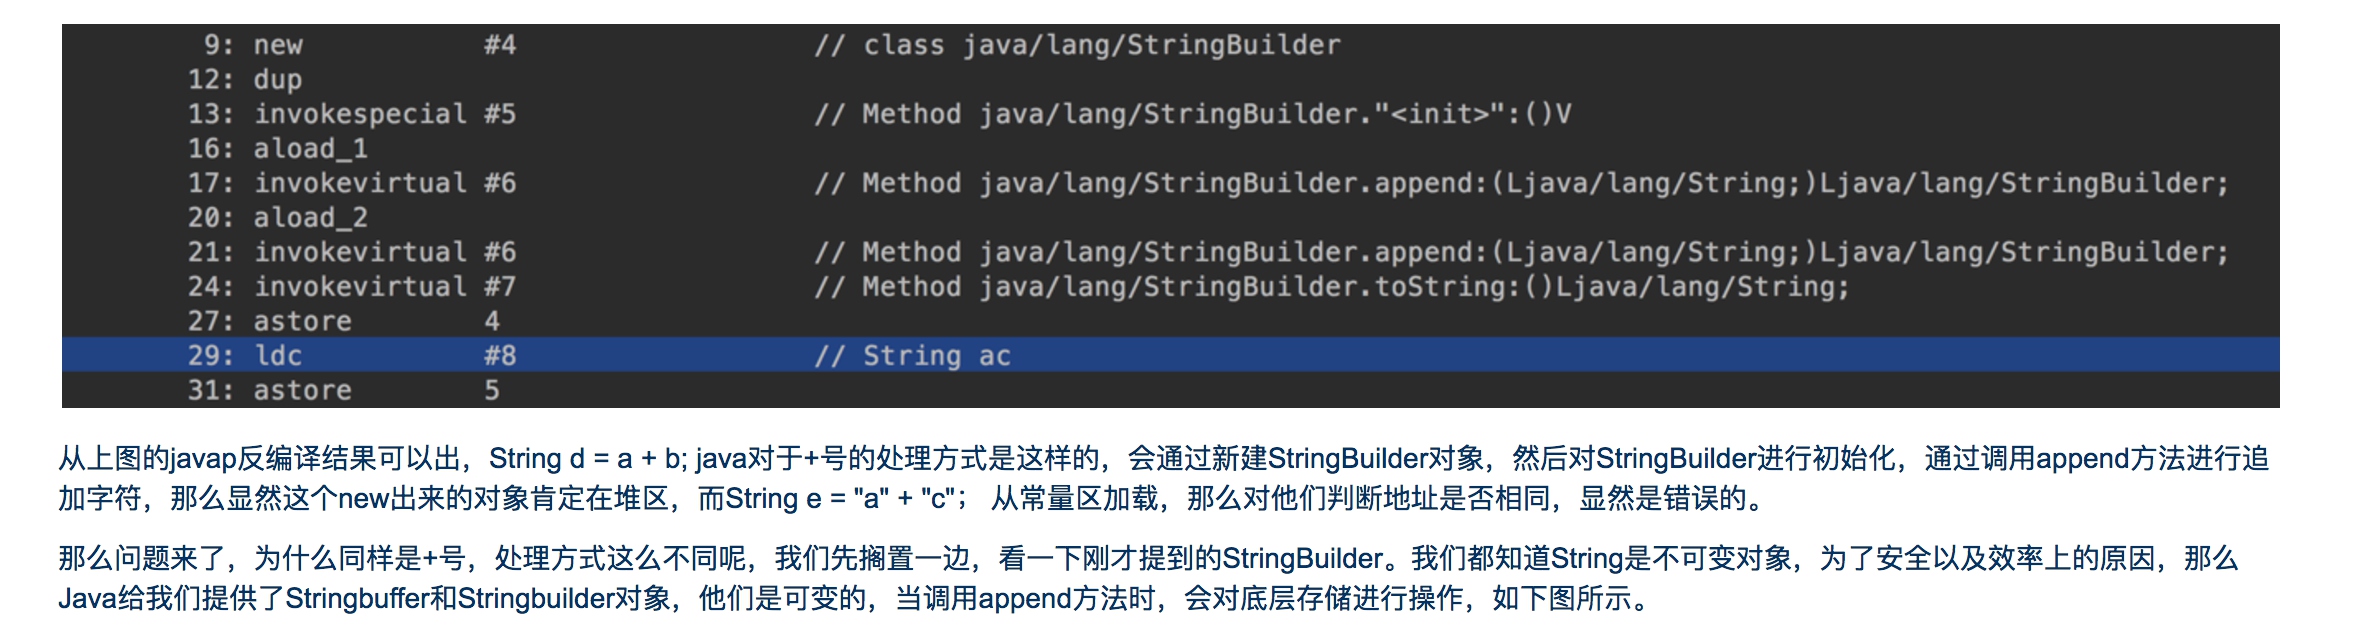 9: new #4 // class java/lang/StringBuilder
12: dup
13: invokespecial #5 // Method java/lang/StringBuilder."<init>":()V
16: aload_1
17: invokevirtual #6 // Method java/lang/StringBuilder.append:(Ljava/lang/String;)Ljava/lang/StringBuilder;
20: aload_2
21: invokevirtual #6 // Method java/lang/StringBuilder.append:(Ljava/lang/String;)Ljava/lang/StringBuilder;
24: invokevirtual #7 // Method java/lang/StringBuilder.toString:()Ljava/lang/String;
27: astore 4
29: ldc #8 // String ac
31: astore 5
从上图的javap反编译结果可以出，String d = a + b; java对于+号的处理方式是这样的，会通过新建StringBuilder对象，然后对StringBuilder进行初始化，通过调用append方法进行追
加字符，那么显然这个new出来的对象肯定在堆区，而String e = "a" + "c"； 从常量区加载，那么对他们判断地址是否相同，显然是错误的。
那么问题来了，为什么同样是+号，处理方式这么不同呢，我们先搁置一边，看一下刚才提到的StringBuilder。我们都知道String是不可变对象，为了安全以及效率上的原因，那么
Java给我们提供了Stringbuffer和Stringbuilder对象，他们是可变的，当调用append方法时，会对底层存储进行操作，如下图所示。